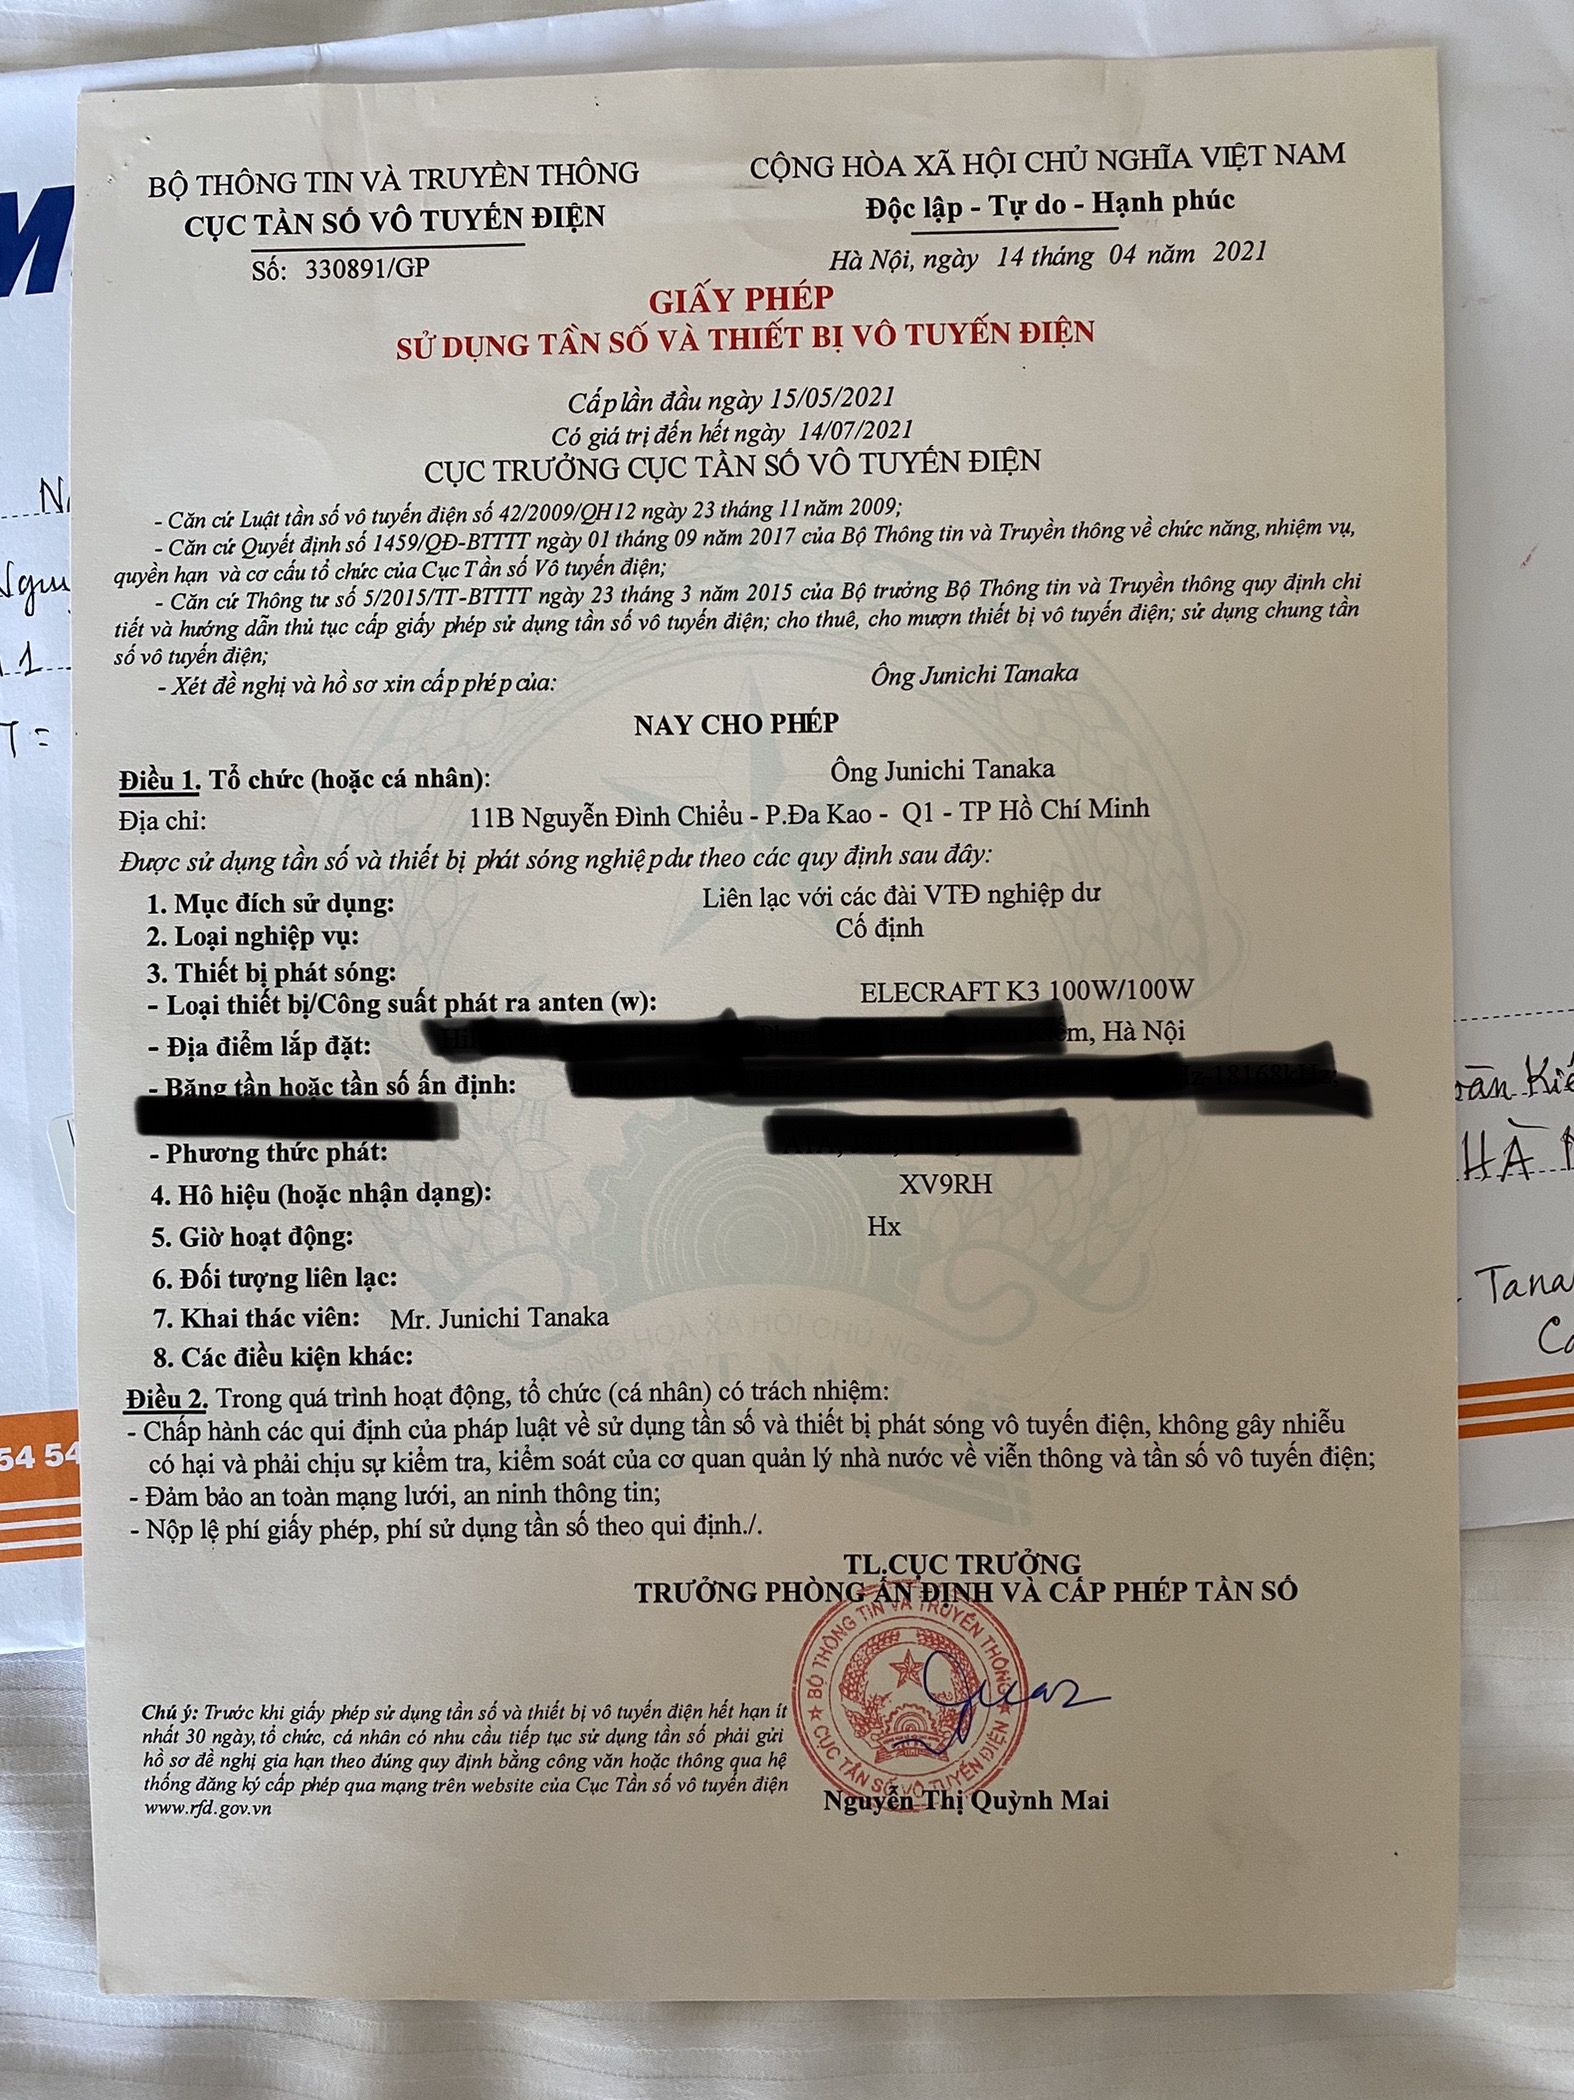 BỘ THÔNG TIN VÀ TRUYỀN THÔNG
CỤC TẦN SỐ VÔ TUYẾN ĐIỆN
Số: 330891/GP
CỘNG HÒA XÃ HỘI CHỦ NGHĨA VIỆT NAM
Độc lập - Tự do - Hạnh phúc
Hà Nội, ngày 14 tháng 04 năm 2021
GIẤY PHÉP
SỬ DỤNG TẦN SỐ VÀ THIẾT BỊ VÔ TUYẾN ĐIỆN
Cấp lần đầu ngày 15/05/2021
Có giá trị đến hết ngày 14/07/2021
CỤC TRƯỞNG CỤC TẦN SỐ VÔ TUYẾN ĐIỆN
- Căn cứ Luật tần số vô tuyến điện số 42/2009/QH12 ngày 23 tháng 11 năm 2009;
- Căn cứ Quyết định số 1459/QĐ-BTTTT ngày 01 tháng 09 năm 2017 của Bộ Thông tin và Truyền thông về chức năng, nhiệm vụ,
quyền hạn và cơ cấu tổ chức của Cục Tần số Vô tuyến điện;
- Căn cứ Thông tư số 5/2015/TT-BTTTT ngày 23 tháng 3 năm 2015 của Bộ trưởng Bộ Thông tin và Truyền thông quy định chi
tiết và hướng dẫn thủ tục cấp giấy phép sử dụng tần số vô tuyến điện; cho thuê, cho mượn thiết bị vô tuyến điện; sử dụng chung tần
số vô tuyến điện;
- Xét đề nghị và hồ sơ xin cấp phép của: Ông Junichi Tanaka
NAY CHO PHÉP
Điều 1. Tổ chức (hoặc cá nhân): Ông Junichi Tanaka
Địa chỉ: 11B Nguyễn Đình Chiểu - P.Đa Kao - Q1 - TP Hồ Chí Minh
Được sử dụng tần số và thiết bị phát sóng nghiệp dư theo các quy định sau đây:
1. Mục đích sử dụng: Liên lạc với các đài VTĐ nghiệp dư
2. Loại nghiệp vụ: Cố định
3. Thiết bị phát sóng:
- Loại thiết bị/Công suất phát ra anten (w): ELECRAFT K3 100W/100W
- Địa điểm lắp đặt: Hà Nội
- Băng tần hoặc tần số ấn định:
- Phương thức phát:
4. Hô hiệu (hoặc nhận dạng): XV9RH
5. Giờ hoạt động: Hx
6. Đối tượng liên lạc:
7. Khai thác viên: Mr. Junichi Tanaka
8. Các điều kiện khác:
Điều 2. Trong quá trình hoạt động, tổ chức (cá nhân) có trách nhiệm:
- Chấp hành các qui định của pháp luật về sử dụng tần số và thiết bị phát sóng vô tuyến điện, không gây nhiễu
có hại và phải chịu sự kiểm tra, kiểm soát của cơ quan quản lý nhà nước về viễn thông và tần số vô tuyến điện;
- Đảm bảo an toàn mạng lưới, an ninh thông tin;
- Nộp lệ phí giấy phép, phí sử dụng tần số theo qui định./.
TL.CỤC TRƯỞNG
TRƯỞNG PHÒNG ẤN ĐỊNH VÀ CẤP PHÉP TẦN SỐ
BỘ THÔNG TIN VÀ TRUYỀN THÔNG
CỤC TẦN SỐ VÔ TUYẾN ĐIỆN
Nguyễn Thị Quỳnh Mai
Chú ý: Trước khi giấy phép sử dụng tần số và thiết bị vô tuyến điện hết hạn ít
nhất 30 ngày, tổ chức, cá nhân có nhu cầu tiếp tục sử dụng tần số phải gửi
hồ sơ đề nghị gia hạn theo đúng quy định bằng công văn hoặc thông qua hệ
thống đăng ký cấp phép qua mạng trên website của Cục Tần số vô tuyến điện
www.rfd.gov.vn
54 54